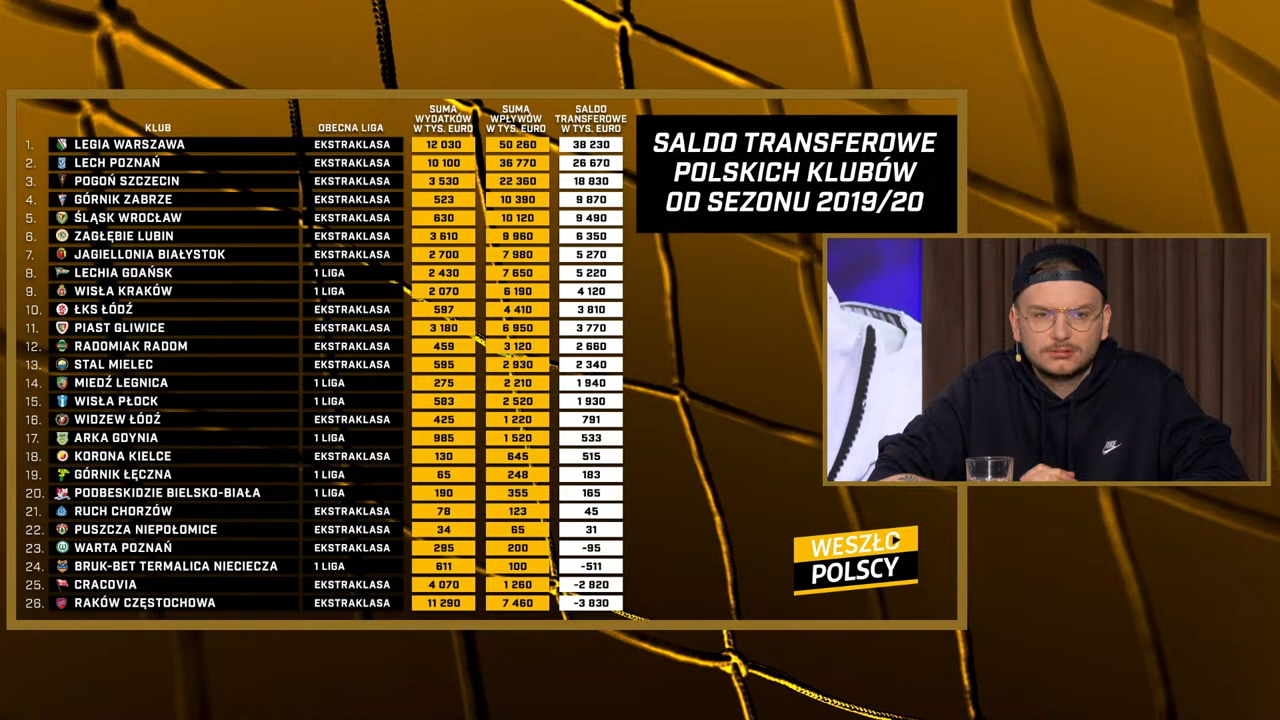 KLUB OBECNA LIGA SUMA WYDATKÓW W TYS. EURO SUMA WPŁYWÓW W TYS. EURO SALDO TRANSFEROWE W TYS. EURO
1. LEGIA WARSZAWA EKSTRAKLASA 12 030 50 260 38 230
2. LECH POZNAŃ EKSTRAKLASA 10 100 36 770 26 670
3. POGOŃ SZCZECIN EKSTRAKLASA 3 530 22 360 18 830
4. GÓRNIK ZABRZE EKSTRAKLASA 523 10 390 9 870
5. ŚLĄSK WROCŁAW EKSTRAKLASA 630 10 120 9 490
6. ZAGŁĘBIE LUBIN EKSTRAKLASA 3 610 9 960 6 350
7. JAGIELLONIA BIAŁYSTOK EKSTRAKLASA 2 700 7 980 5 270
8. LECHIA GDAŃSK 1 LIGA 2 430 7 650 5 220
9. WISŁA KRAKÓW 1 LIGA 2 070 6 190 4 120
10. ŁKS ŁÓDŹ EKSTRAKLASA 597 4 410 3 810
11. PIAST GLIWICE EKSTRAKLASA 3 180 6 950 3 770
12. RADOMIAK RADOM EKSTRAKLASA 459 3 120 2 660
13. STAL MIELEC EKSTRAKLASA 595 2 930 2 340
14. MIEDŹ LEGNICA 1 LIGA 275 2 210 1 940
15. WISŁA PŁOCK 1 LIGA 583 2 520 1 930
16. WIDZEW ŁÓDŹ EKSTRAKLASA 425 1 220 791
17. ARKA GDYNIA 1 LIGA 985 1 520 533
18. KORONA KIELCE EKSTRAKLASA 130 645 515
19. GÓRNIK ŁĘCZNA 1 LIGA 65 248 183
20. PODBESKIDZIE BIELSKO-BIAŁA 1 LIGA 190 355 165
21. RUCH CHORZÓW EKSTRAKLASA 78 123 45
22. PUSZCZA NIEPOŁOMICE EKSTRAKLASA 34 65 31
23. WARTA POZNAŃ EKSTRAKLASA 295 200 -95
24. BRUK-BET TERMALICA NIECIECZA 1 LIGA 611 100 -511
25. CRACOVIA EKSTRAKLASA 4 070 1 260 -2 820
26. RAKÓW CZĘSTOCHOWA EKSTRAKLASA 11 290 7 460 -3 830
SALDO TRANSFEROWE
POLSKICH KLUBÓW
OD SEZONU 2019/20
WESZŁO
POLSCY